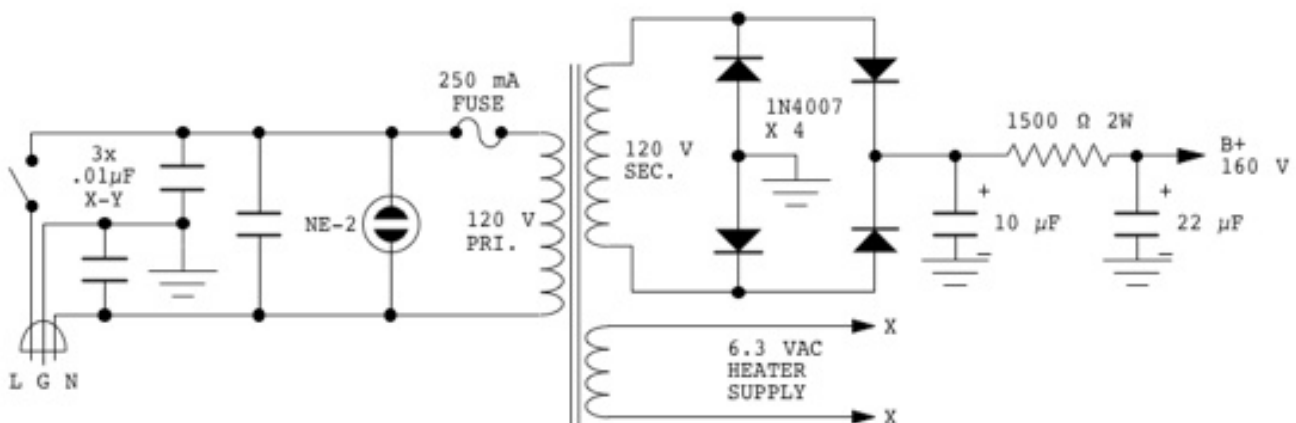 250 mA
FUSE
3x
.01µF
X-Y
NE-2
120 V
PRI.
L G N
120 V
SEC.
1N4007
X 4
1500 Ω 2W
B+
160 V
+
10 µF
–
+
22 µF
–
X
6.3 VAC
HEATER
SUPPLY
X